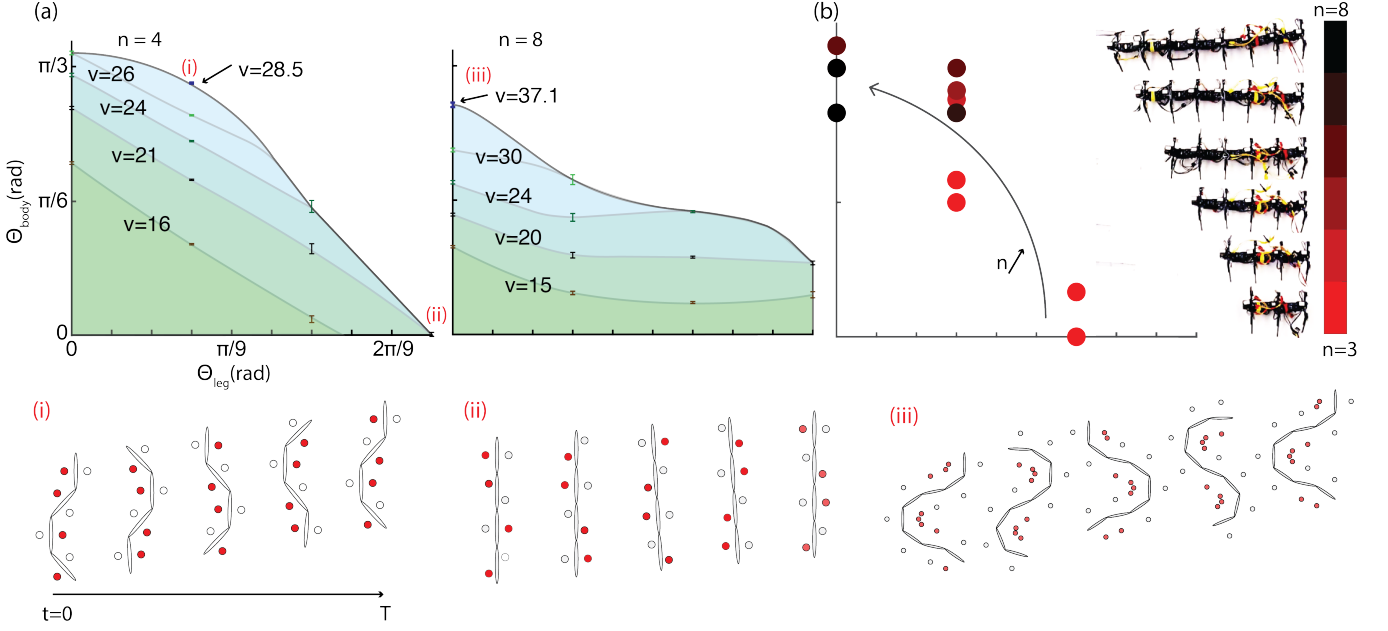 (a)
n = 4
(i)
v=28.5
π/3
v=26
v=24
v=21
π/6
v=16
Θbody(rad)
0
(ii)
0
π/9
2π/9
Θleg(rad)
n = 8
(iii)
v=37.1
v=30
v=24
v=20
v=15
(b)
n
n=8
n=3
(i)
t=0
T
(ii)
(iii)